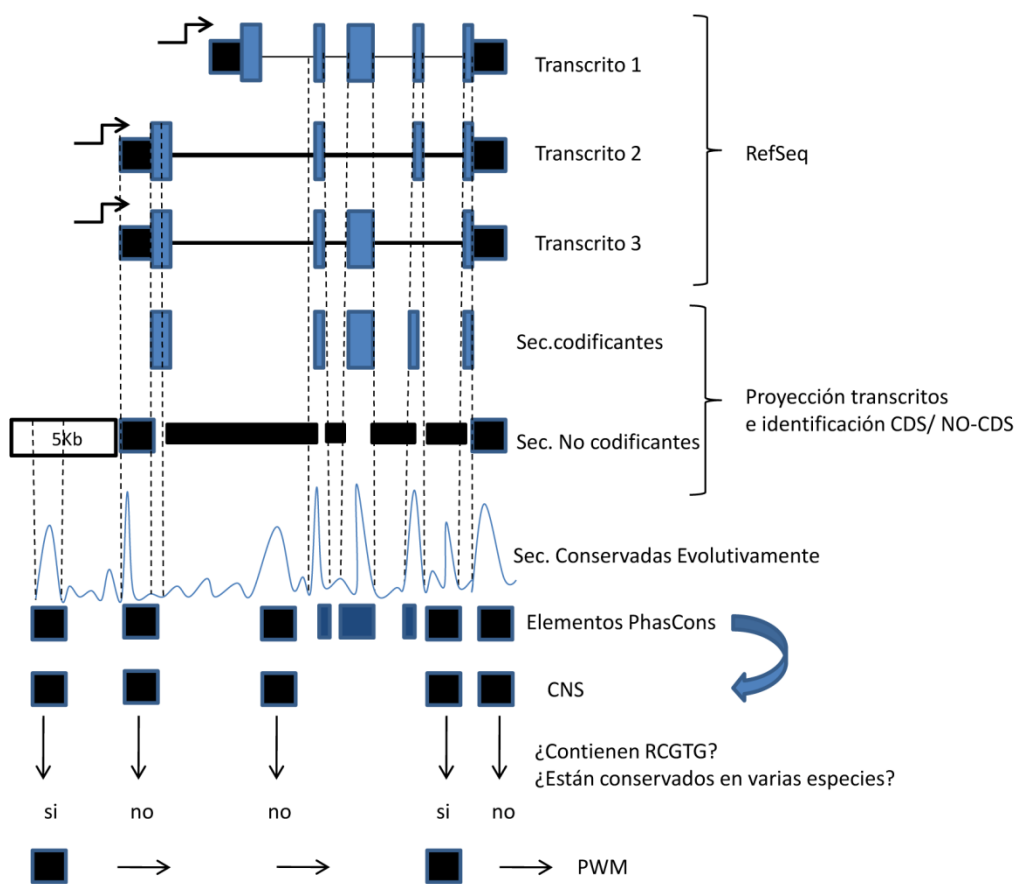 Transcrito 1
Transcrito 2
RefSeq
Transcrito 3
Sec.codificantes
Proyección transcritos
e identificación CDS/ NO-CDS
5Kb
Sec. No codificantes
Sec. Conservadas Evolutivamente
Elementos PhasCons
CNS
¿Contienen RCGTG?
¿Están conservados en varias especies?
si no no si no
PWM